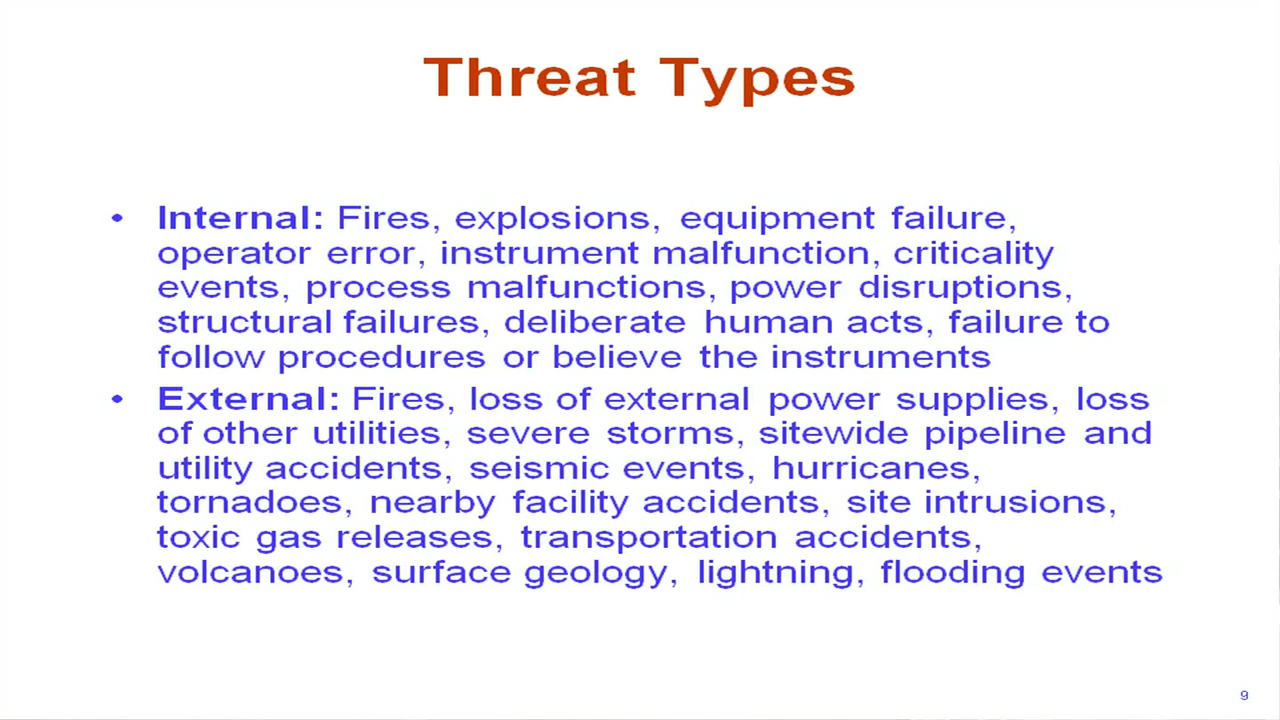 Threat Types
• Internal: Fires, explosions, equipment failure,
operator error, instrument malfunction, criticality
events, process malfunctions, power disruptions,
structural failures, deliberate human acts, failure to
follow procedures or believe the instruments
• External: Fires, loss of external power supplies, loss
of other utilities, severe storms, sitewide pipeline and
utility accidents, seismic events, hurricanes,
tornadoes, nearby facility accidents, site intrusions,
toxic gas releases, transportation accidents,
volcanoes, surface geology, lightning, flooding events
9